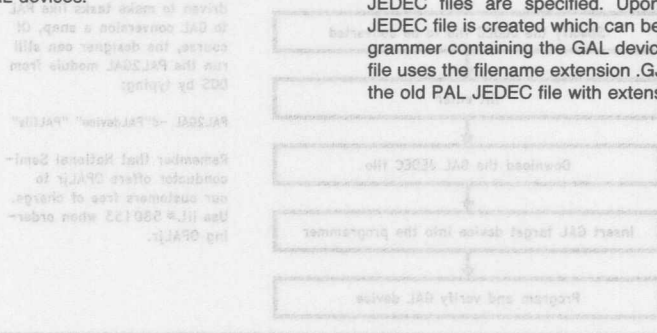 L devices.
JEDEC files are specified. Upon
JEDEC file is created which can be
grammer containing the GAL devic
file uses the filename extension .G
the old PAL JEDEC file with extens
driven to make tasks like PAL
to GAL conversion a snap. Of
course, the designer can still
run the PAL2GAL module from
DOS by typing:
PAL2GAL -c"PALdevice" "PALfile"
Remember that National Semi-
conductor offers OPALjr to
our customers free of charge.
Use lit.# 580153 when order-
ing OPALjr.
Download the GAL JEDEC file
Insert GAL target device into the programmer
Program and verify GAL device